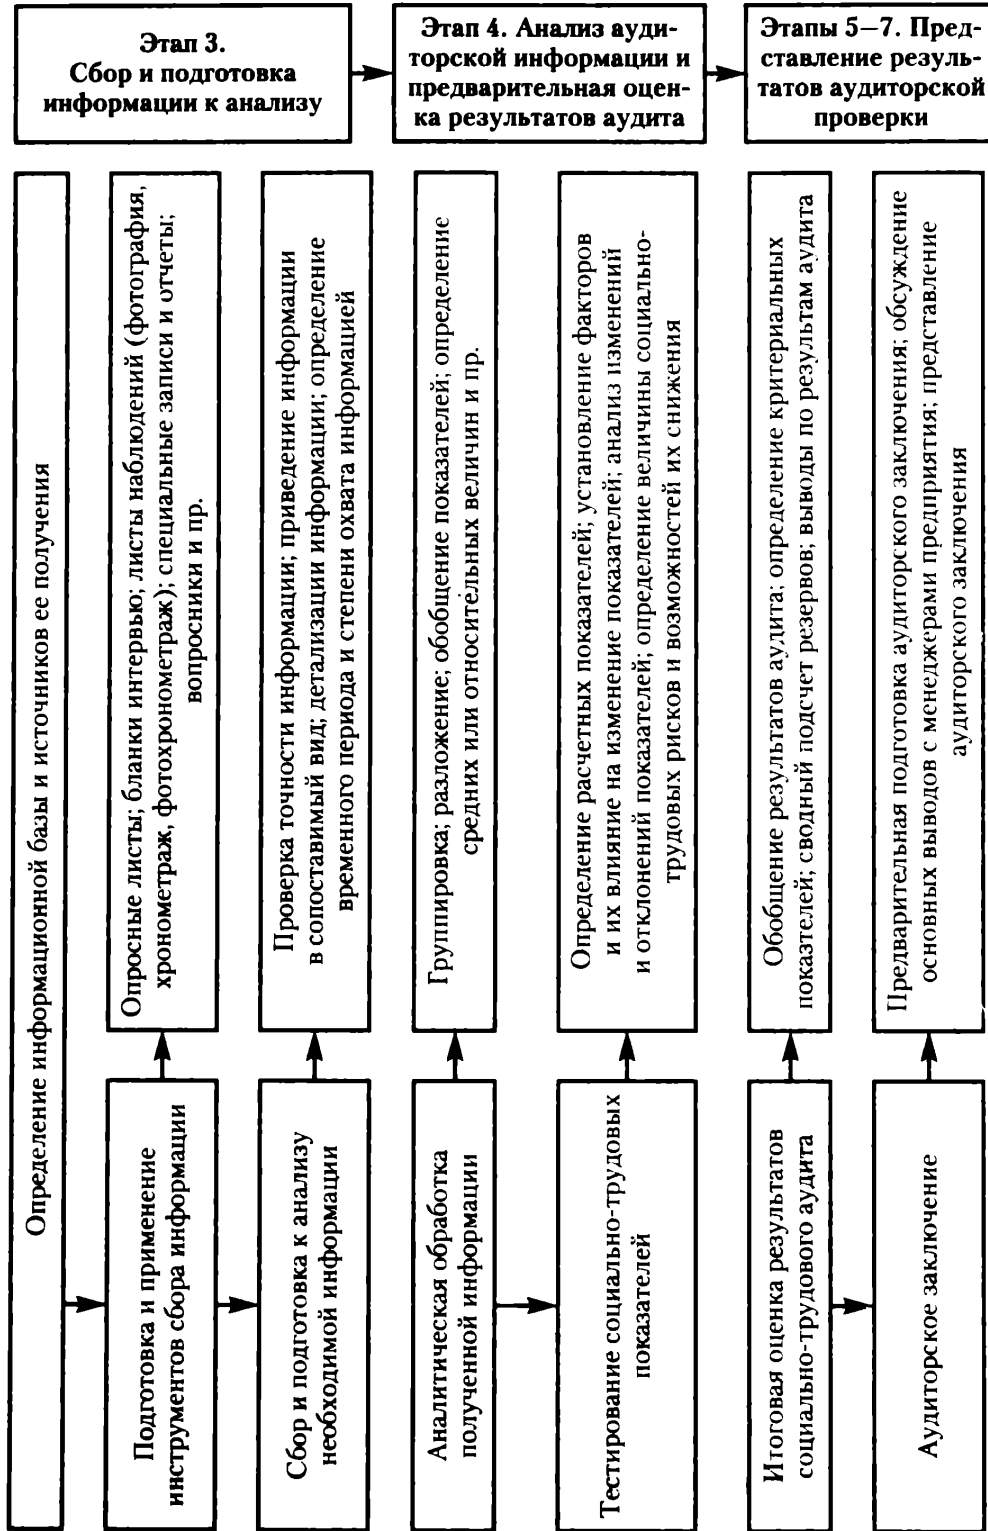 Этап 3.
Сбор и подготовка
информации к анализу
Этап 4. Анализ ауди-
торской информации и
предварительная оцен-
ка результатов аудита
Этапы 5—7. Пред-
ставление резуль-
татов аудиторской
проверки
Определение информационной базы и источников ее получения
Подготовка и применение
инструментов сбора информации
Опросные листы; бланки интервью; листы наблюдений (фотография,
хронометраж, фотохронометраж); специальные записи и отчеты;
вопросники и пр.
Сбор и подготовка к анализу
необходимой информации
Проверка точности информации; приведение информации
в сопоставимый вид; детализации информации; определение
временного периода и степени охвата информацией
Аналитическая обработка
полученной информации
Группировка; разложение; обобщение показателей; определение
средних или относительных величин и пр.
Тестирование социально-трудовых
показателей
Определение расчетных показателей; установление факторов
и их влияние на изменение показателей; анализ изменений
и отклонений показателей; определение величины социально-
трудовых рисков и возможностей их снижения
Итоговая оценка результатов
социально-трудового аудита
Обобщение результатов аудита; определение критериальных
показтелей; сводный подсчет резервов; выводы по результам аудита
Аудиторское заключение
Предварительная подготовка аудиторского заключения; обсуждение
основных выводов с менеджерами предприятия; представление
аудиторского заключения